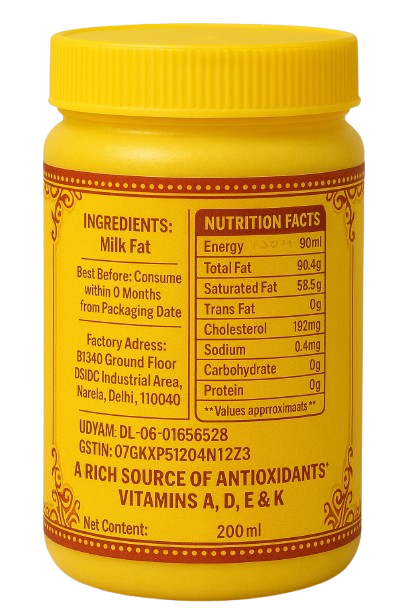 INGREDIENTS:
Milk Fat
Best Before: Consume
within 0 Months
from Packaging Date
Factory Adress:
B1340 Ground Floor
DSIDC Industrial Area,
Narela, Delhi, 110040
NUTRITION FACTS
Energy 90ml
Total Fat 90.4g
Saturated Fat 58.5g
Trans Fat 0g
Cholesterol 192mg
Sodium 0.4mg
Carbohydrate 0g
Protein 0g
**Values apprroximaats**
UDYAM: DL-06-01656528
GSTIN: 07GKXP51204N12Z3
A RICH SOURCE OF ANTIOXIDANTS'
VITAMINS A, D, E & K
Net Content: 200 ml